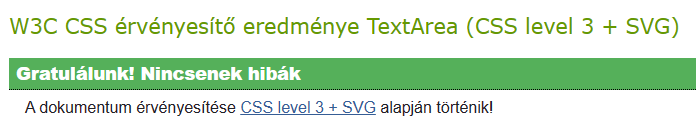 W3C CSS érvényesítő eredménye TextArea (CSS level 3 + SVG)
Gratulálunk! Nincsenek hibák
A dokumentum érvényesítése CSS level 3 + SVG alapján történik!